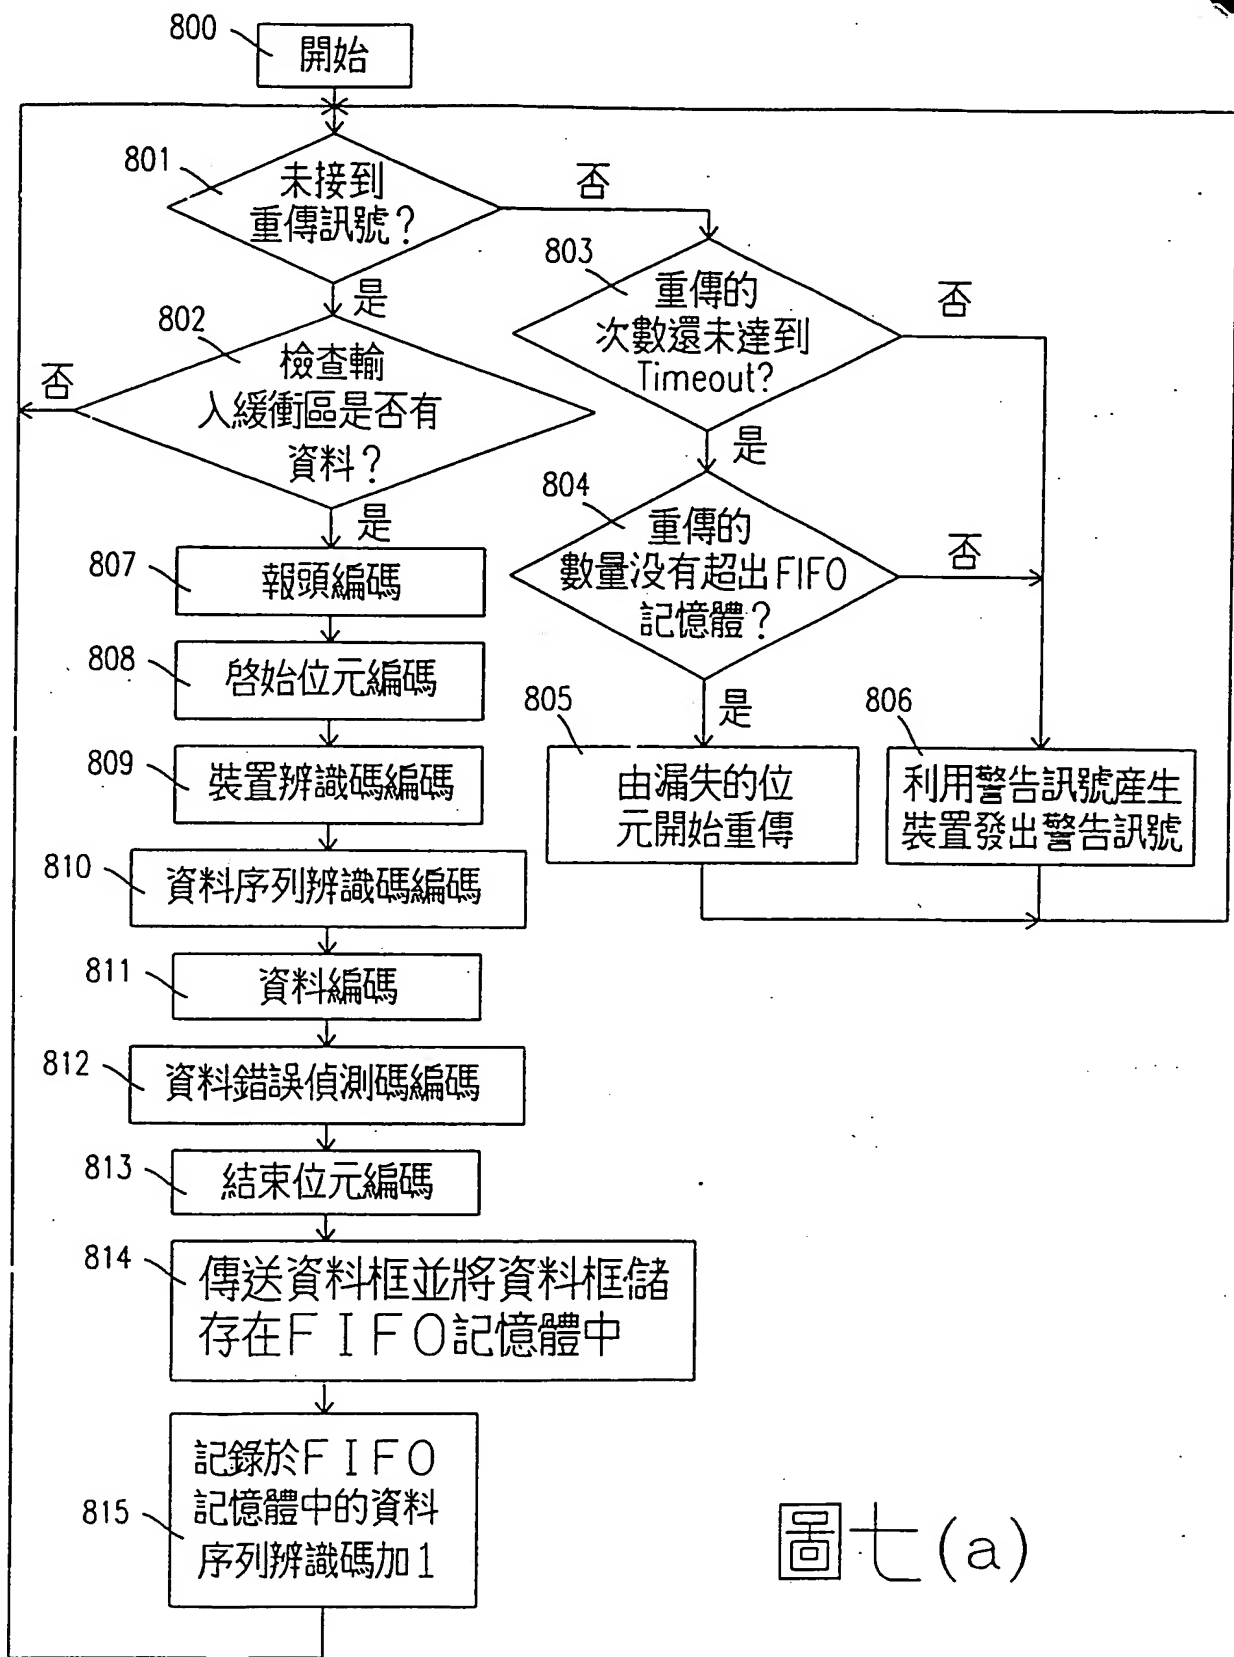 800
開始
801
未接到
重傳訊號?
否
是
802
檢查輸
入緩衝區是否有
資料?
否
是
803
重傳的
次數還未達到
Timeout?
否
是
804
重傳的
數量没有超出FIFO
記憶體?
否
是
805
由漏失的位
元開始重傳
806
利用警告訊號産生
裝置發出警告訊號
807
報頭編碼
808
啓始位元編碼
809
裝置辨識碼編碼
810
資料序列辨識碼編碼
811
資料編碼
812
資料錯誤偵測碼編碼
813
結束位元編碼
814
傳送資料框並將資料框儲
存在FIFO記憶體中
815
記錄於FIFO
記憶體中的資料
序列辨識碼加1
圖七(a)